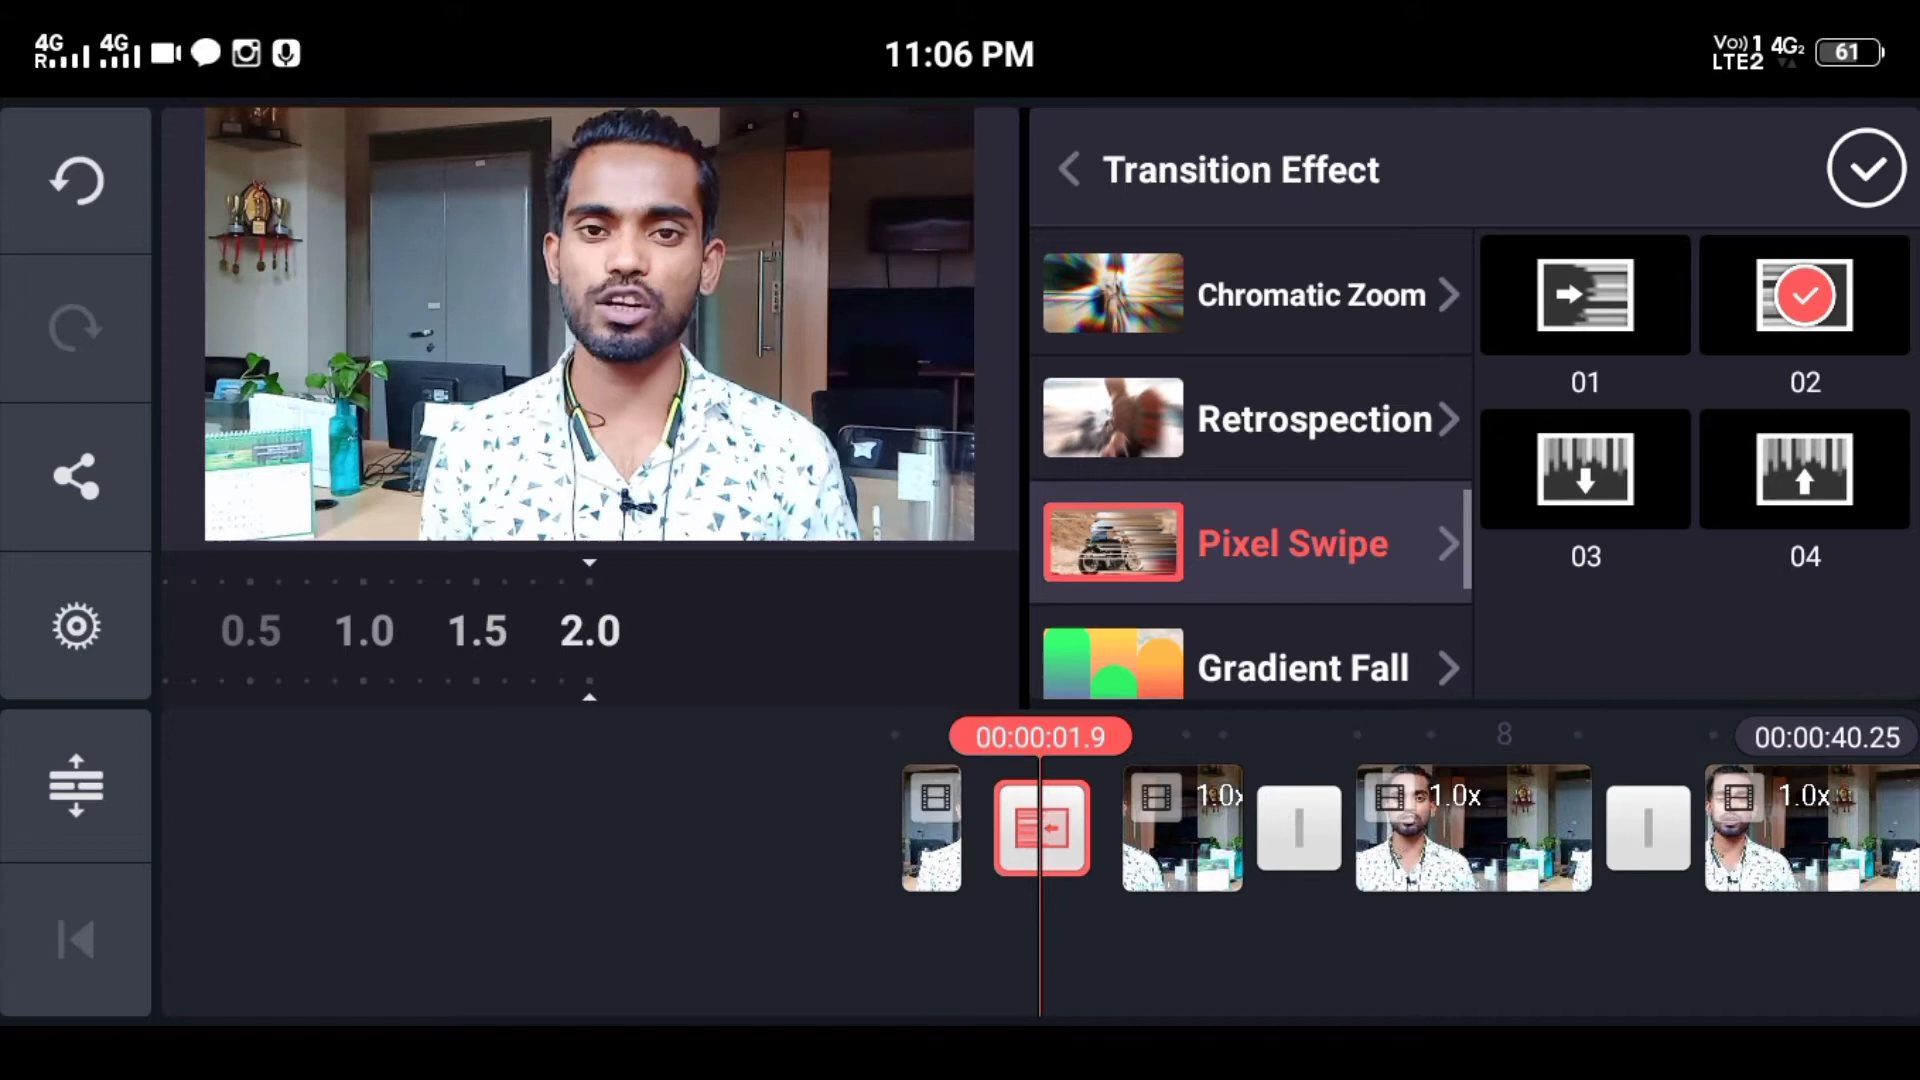 4G
R
4G
11:06 PM
Vo)) 1
LTE2
4G2
61
Transition Effect
Chromatic Zoom
Retrospection
Pixel Swipe
Gradient Fall
01
02
03
04
0.5
1.0
1.5
2.0
00:00:01.9
8
00:00:40.25
1.0x
1.0x
1.0x